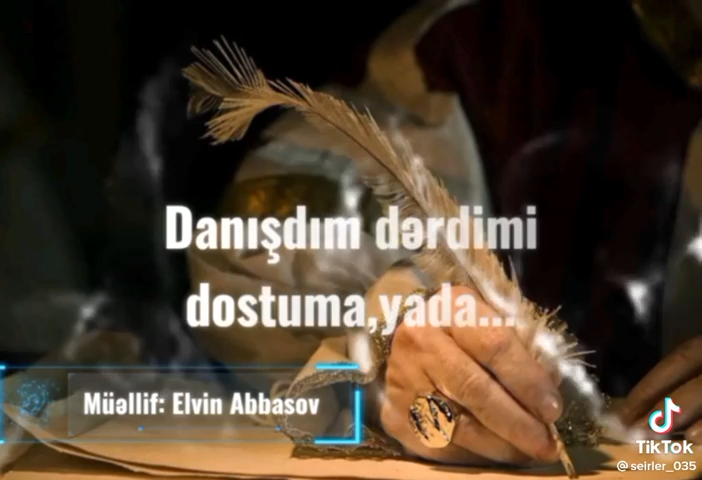 Danışdım dərdimi
dostuma,yada...
Müəllif: Elvin Abbasov
TikTok
@seirler_035